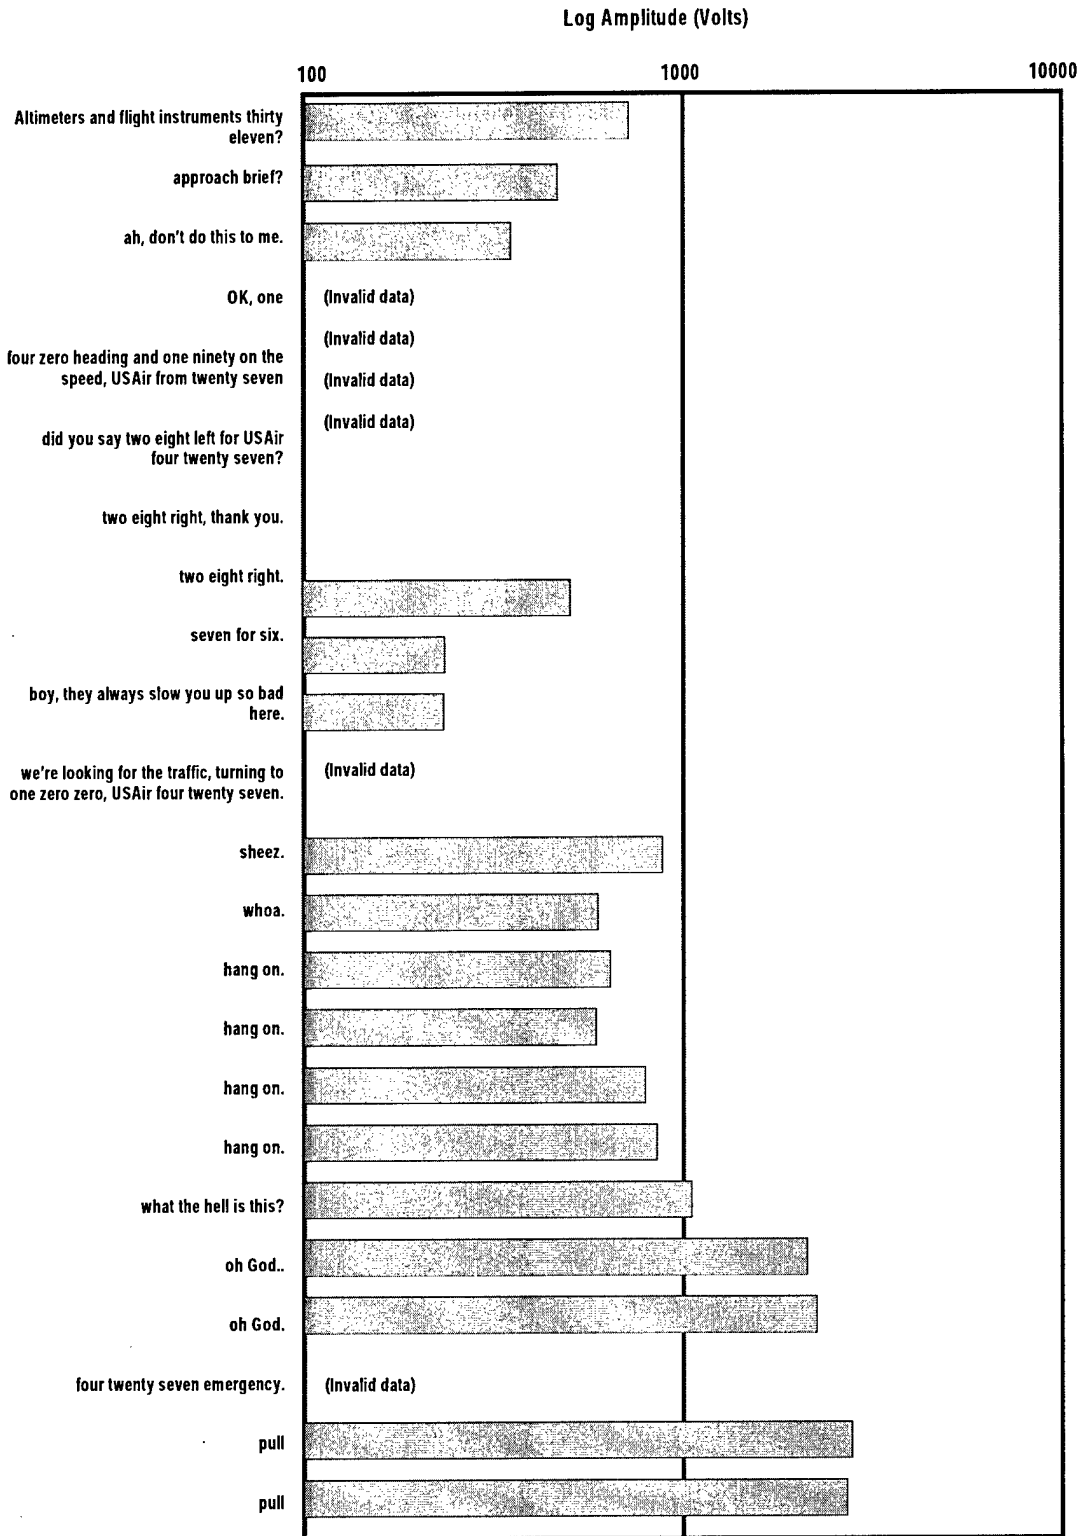 Log Amplitude (Volts)
100 1000 10000
Altimeters and flight instruments thirty
eleven?
approach brief?
ah, don't do this to me.
OK, one (Invalid data)
(Invalid data)
four zero heading and one ninety on the
speed, USAir from twenty seven (Invalid data)
(Invalid data)
did you say two eight left for USAir
four twenty seven?
two eight right, thank you.
two eight right.
seven for six.
boy, they always slow you up so bad
here.
we're looking for the traffic, turning to (Invalid data)
one zero zero, USAir four twenty seven.
sheez.
whoa.
hang on.
hang on.
hang on.
hang on.
what the hell is this?
oh God..
oh God.
four twenty seven emergency. (Invalid data)
pull
pull